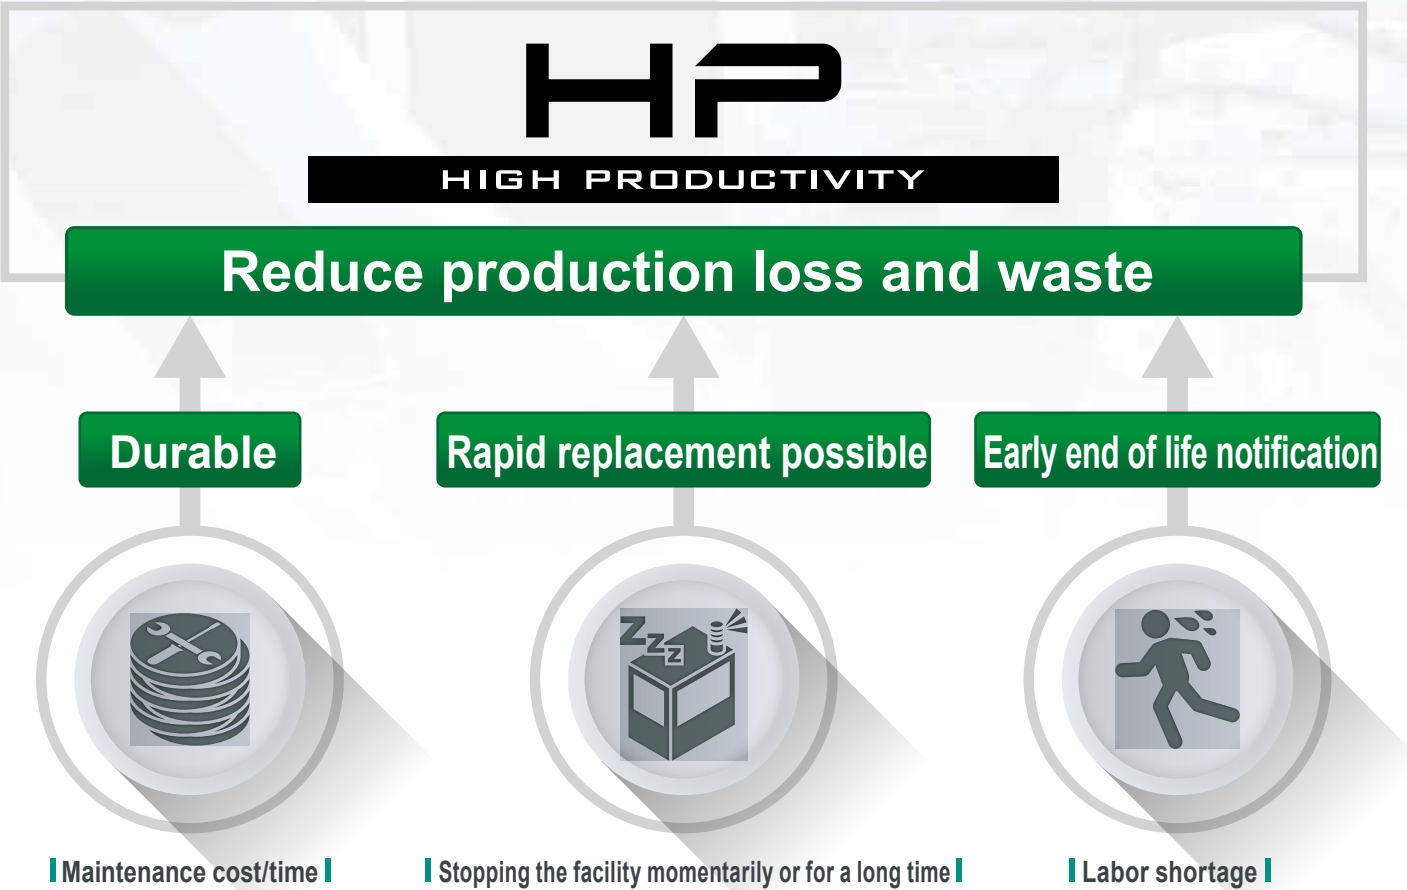 HP
HIGH PRODUCTIVITY
Reduce production loss and waste
Durable
Rapid replacement possible
Early end of life notification
ZZZ
Maintenance cost/time
Stopping the facility momentarily or for a long time
Labor shortage